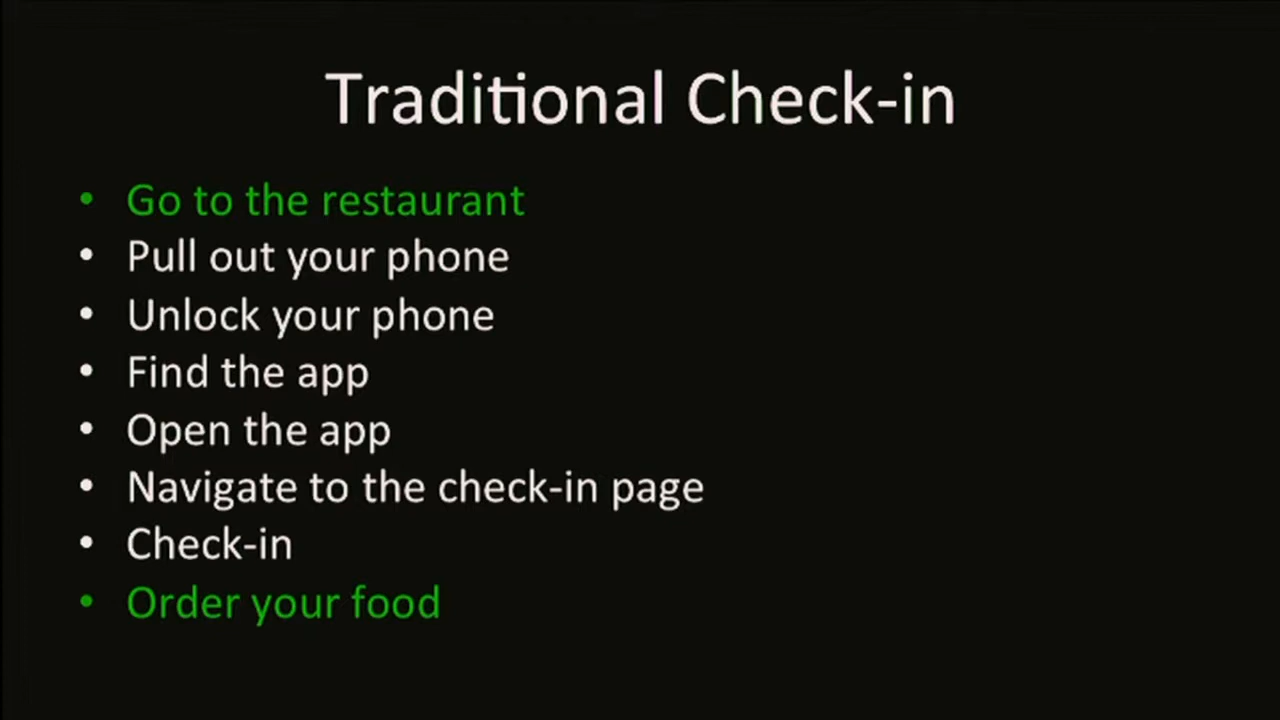 Traditional Check-in
• Go to the restaurant
• Pull out your phone
• Unlock your phone
• Find the app
• Open the app
• Navigate to the check-in page
• Check-in
• Order your food